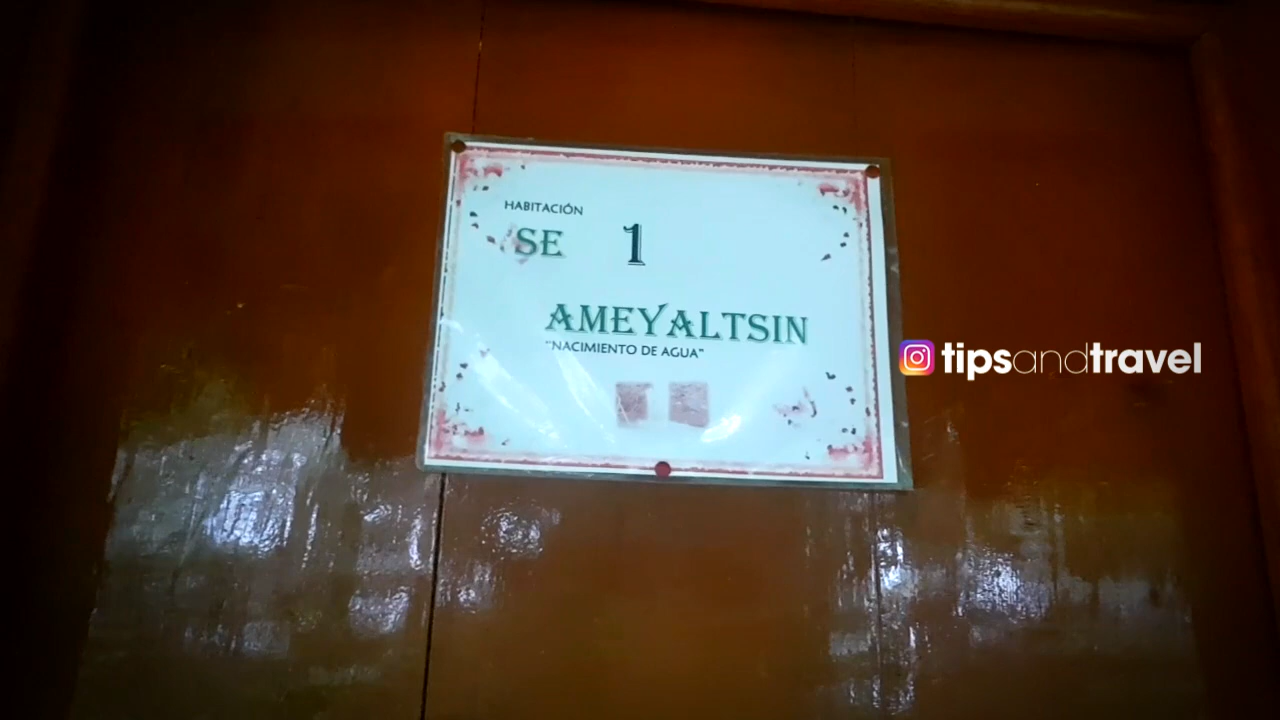 HABITACIÓN
SE 1
AMEYALTSIN
"NACIMIENTO DE AGUA"
tipsandtravel